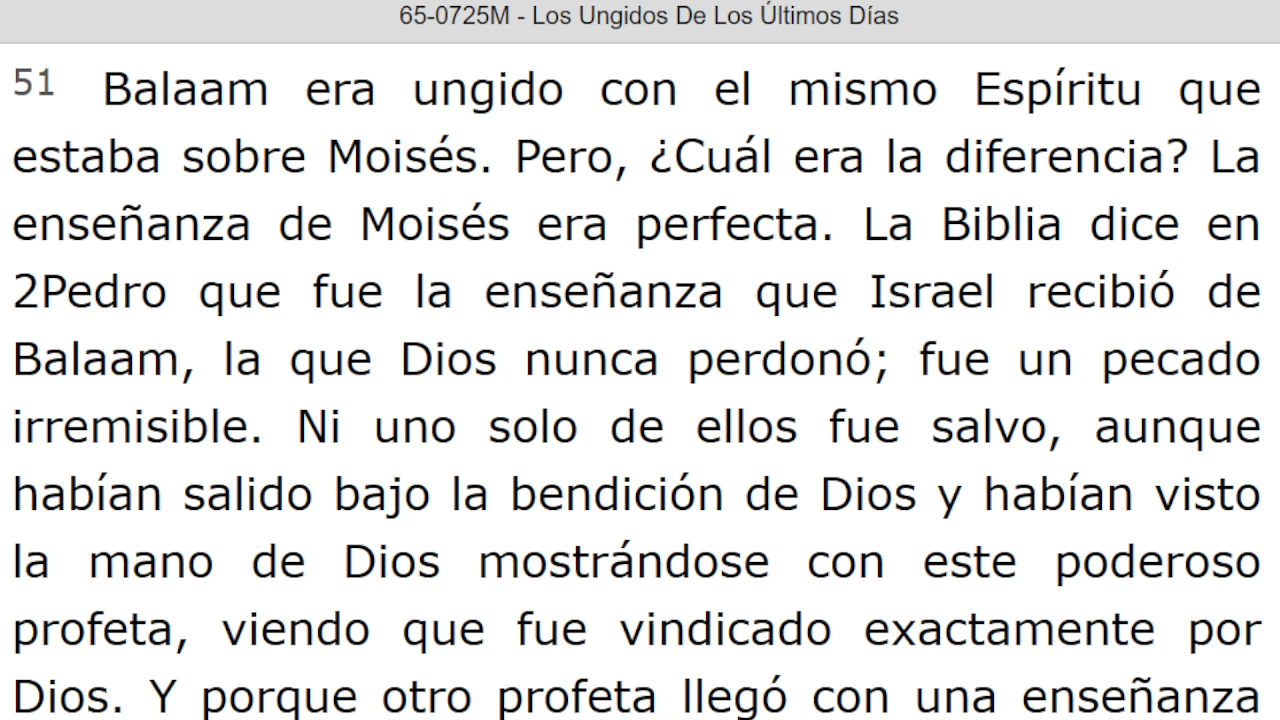 65-0725M - Los Ungidos De Los Últimos Días
51 Balaam era ungido con el mismo Espíritu que
estaba sobre Moisés. Pero, ¿Cuál era la diferencia? La
enseñanza de Moisés era perfecta. La Biblia dice en
2Pedro que fue la enseñanza que Israel recibió de
Balaam, la que Dios nunca perdonó; fue un pecado
irremisible. Ni uno solo de ellos fue salvo, aunque
habían salido bajo la bendición de Dios y habían visto
la mano de Dios mostrándose con este poderoso
profeta, viendo que fue vindicado exactamente por
Dios. Y porque otro profeta llegó con una enseñanza